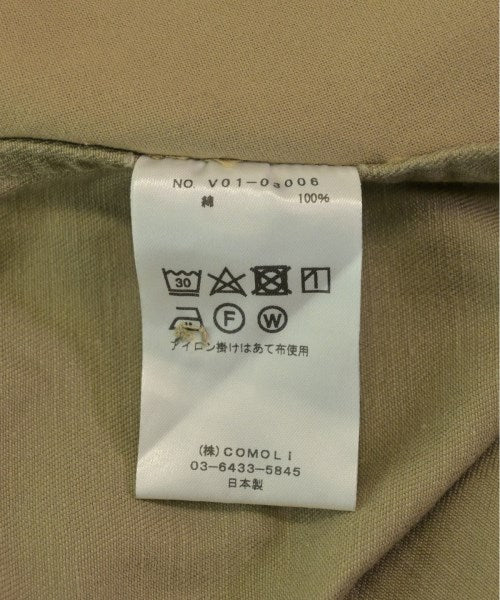 NO. V01-03006
綿 100%
30
F W
アイロン掛けはあて布使用
(株)COMOLI
03-6433-5845
日本製